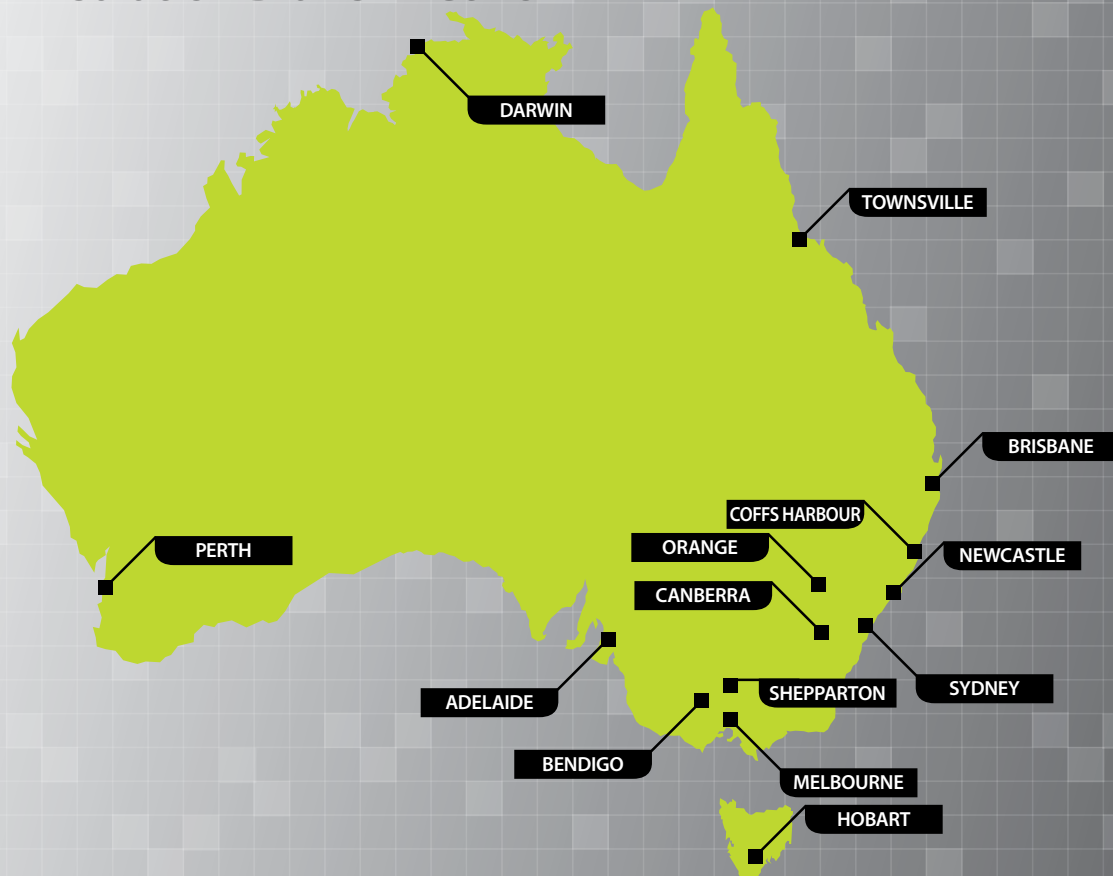 DARWIN
TOWNSVILLE
BRISBANE
COFFS HARBOUR
ORANGE
NEWCASTLE
PERTH
CANBERRA
SYDNEY
SHEPPARTON
ADELAIDE
BENDIGO
MELBOURNE
HOBART